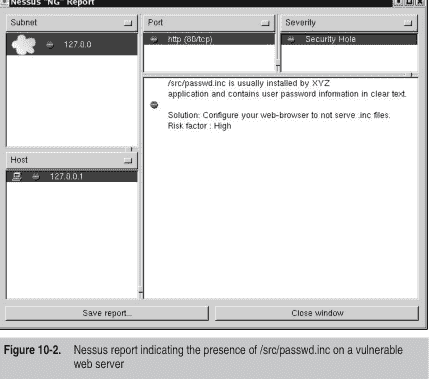 Nessus "NG" Report
Subnet
Port
Severity
127.0.0
http (80/tcp)
Security Hole
/src/passwd.inc is usually installed by XYZ
application and contains user password information in clear text.
Solution: Configure your web-browser to not serve .inc files.
Risk factor : High
Host
127.0.0.1
Save report...
Close window
Figure 10-2. Nessus report indicating the presence of /src/passwd.inc on a vulnerable
web server